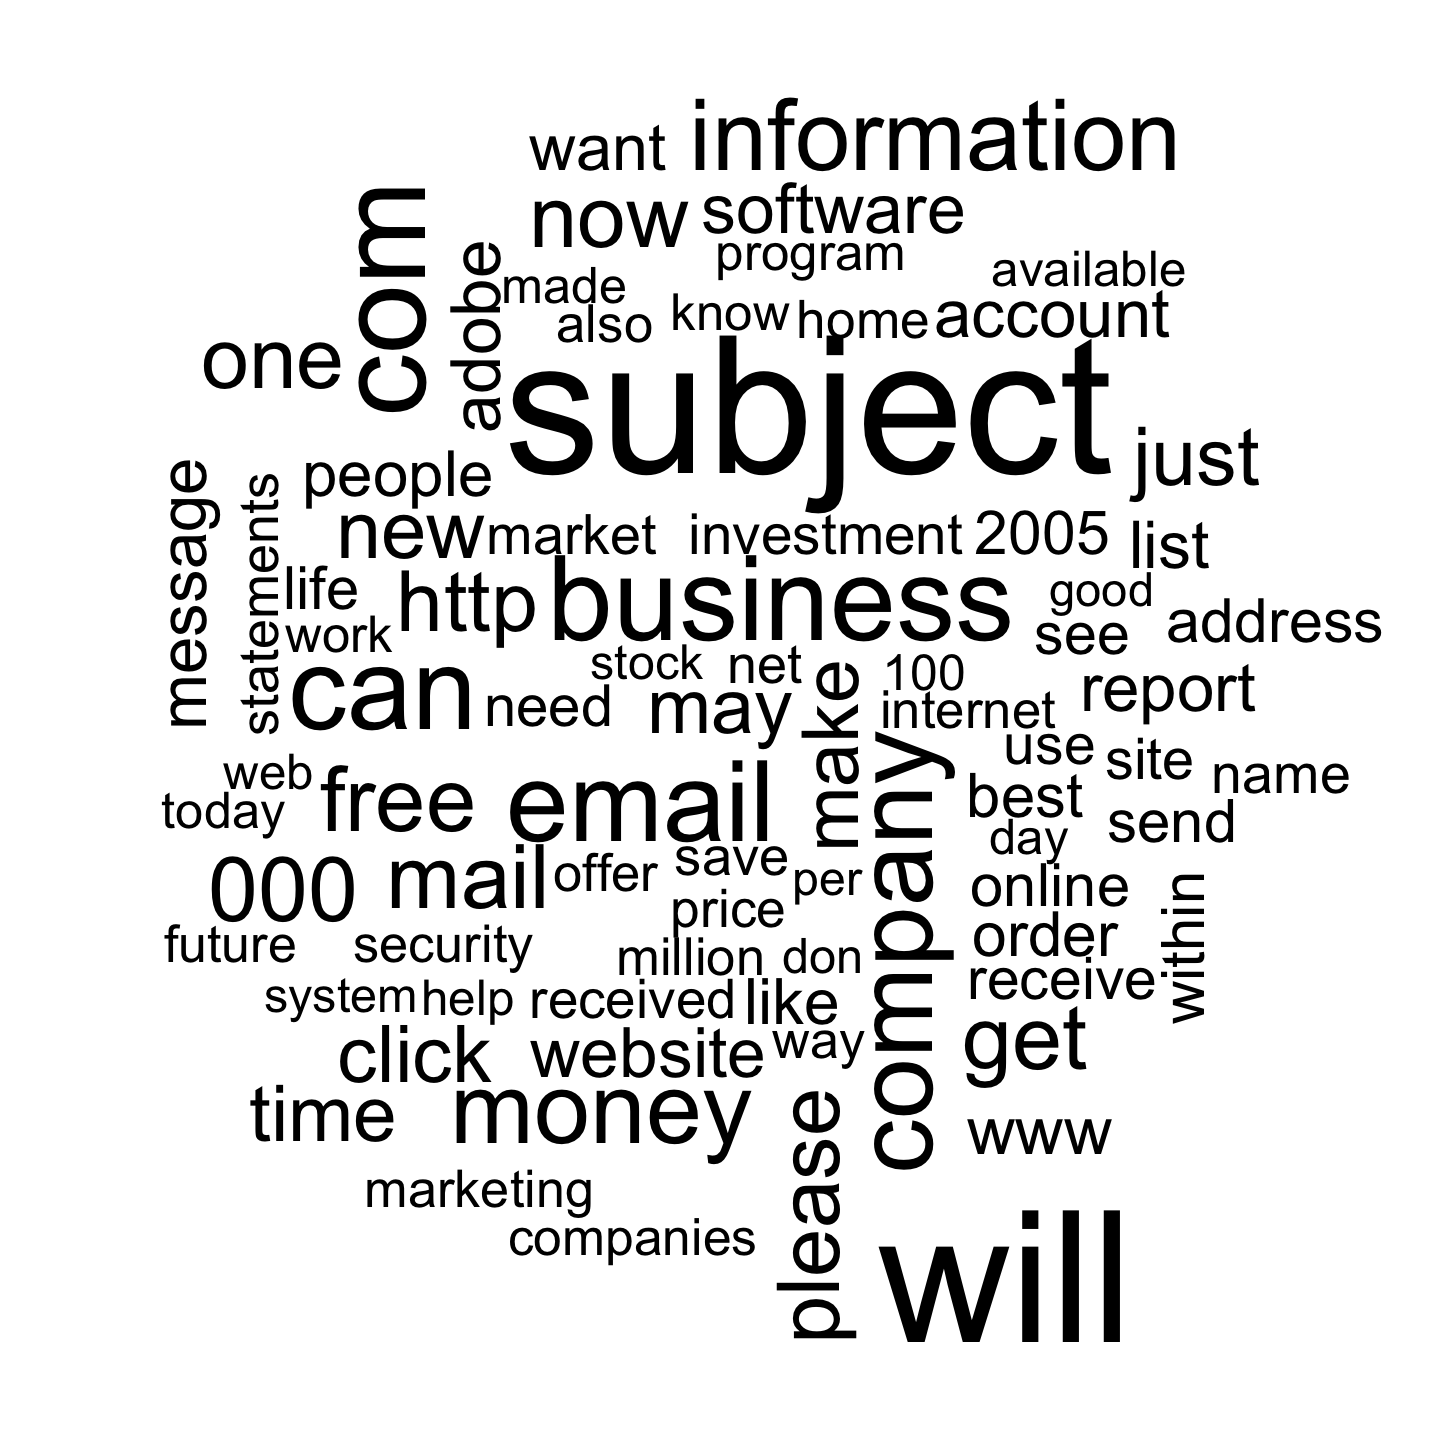 want information
com
now software
adobe
program
made
available
also know home account
one
subject
just
message
statements
people
new market investment 2005 list
life http business good
work
see address
can need may
stock net
make
100
internet report
company
use site name
web
today free email
best
day send
000 mail offer save
per
price
online
within
future security million don
order
receive
system help received like
way
get
click website
time money
please
www
marketing
companies
will